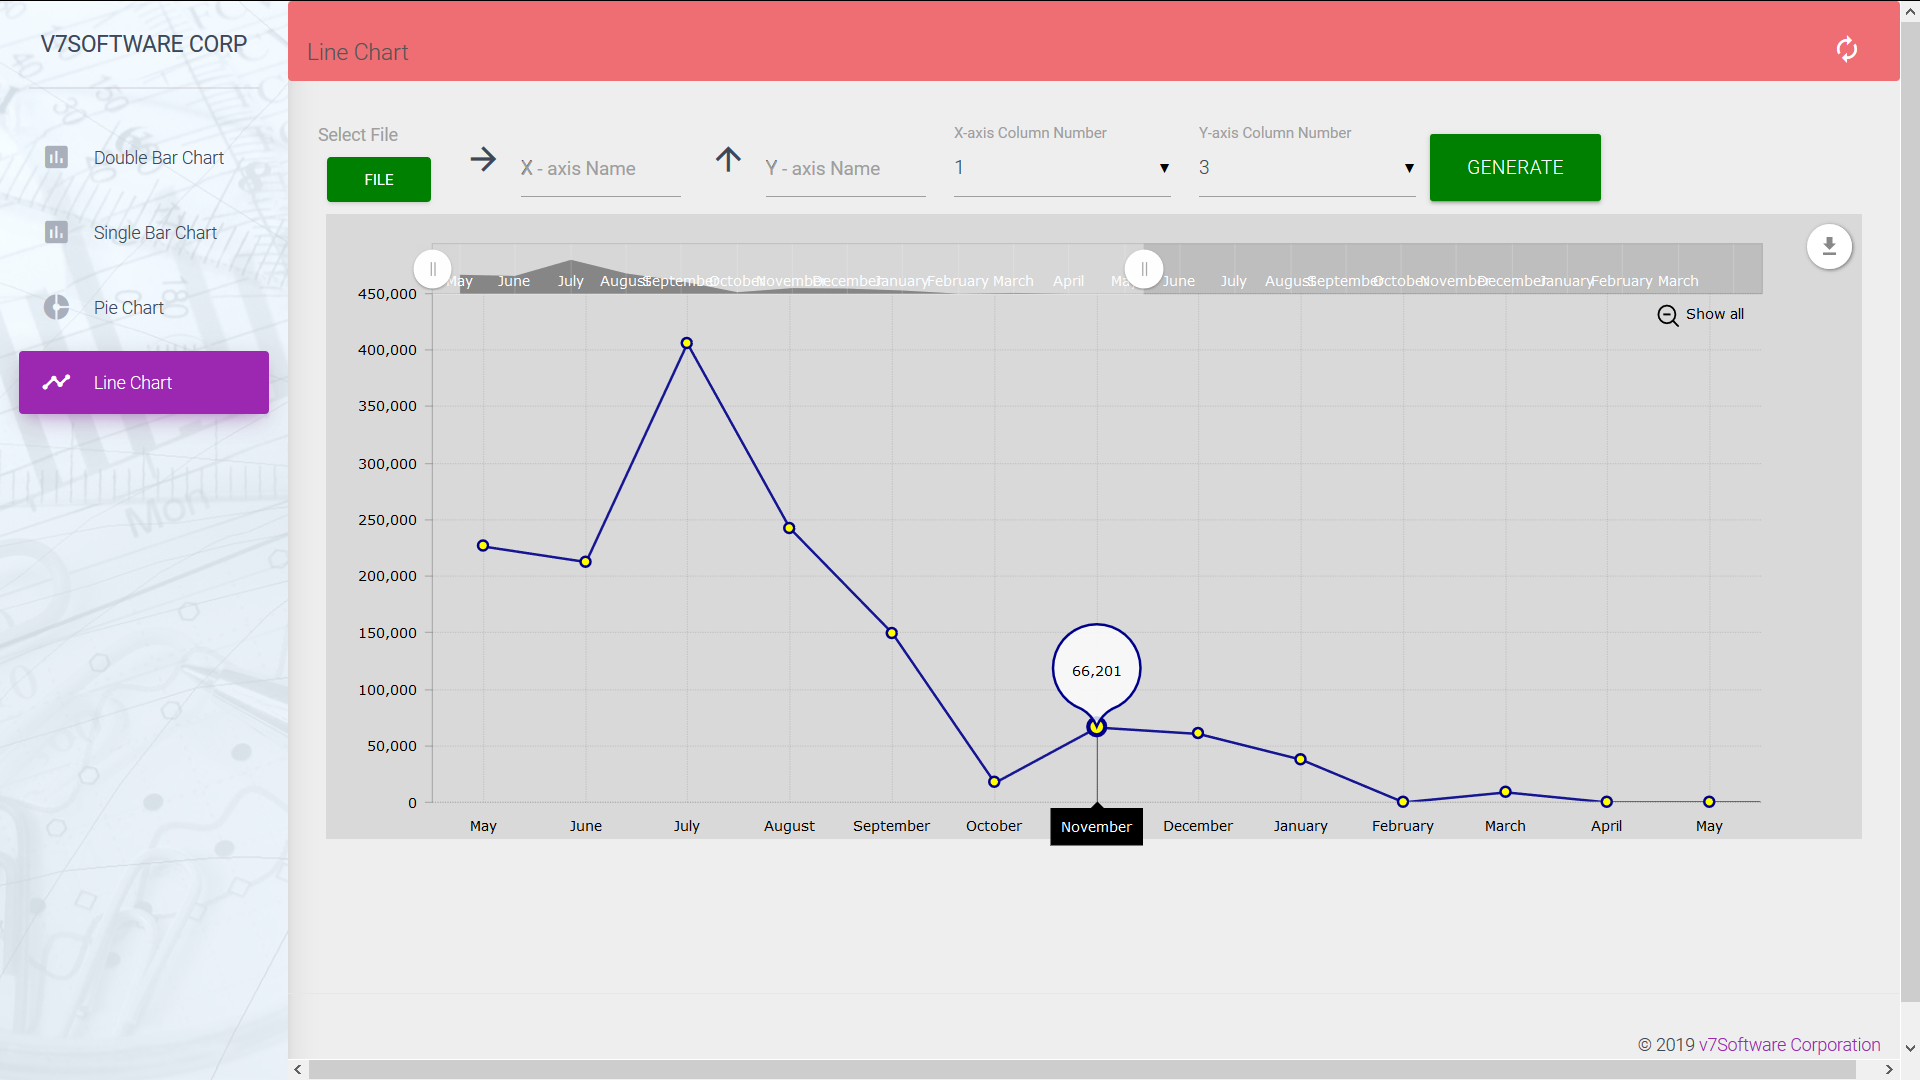 V7SOFTWARE CORP
Double Bar Chart
Single Bar Chart
Pie Chart
Line Chart
Mon
Line Chart
Select File
FILE
X - axis Name
Y - axis Name
X-axis Column Number
1
Y-axis Column Number
3
GENERATE
May June July August September October November December January February March April May June July August September October November December January February March
Show all
450,000
400,000
350,000
300,000
250,000
200,000
150,000
100,000
50,000
0
66,201
May June July August September October November December January February March April May
© 2019 v7Software Corporation